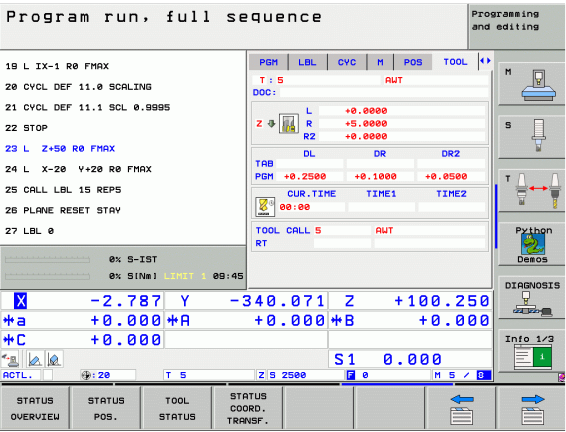 Program run, full sequence
Programming
and editing
19 L IX-1 R0 FMAX
20 CYCL DEF 11.0 SCALING
21 CYCL DEF 11.1 SCL 0.9995
22 STOP
23 L Z+50 R0 FMAX
24 L X-20 Y+20 R0 FMAX
25 CALL LBL 15 REPS
26 PLANE RESET STAY
27 LBL 0
PGM LBL CYC M POS TOOL
T : 5 AWT
DOC:
L +0.0000
Z R +5.0000
R2 +0.0000
DL DR DR2
TAB
PGM +0.2500 +0.1000 +0.0500
CUR.TIME TIME1 TIME2
00:00
TOOL CALL 5 AWT
RT
0% S-IST
0% S[Nm] LIMIT 1 09:45
X -2.787 Y -340.071 Z +100.250
a +0.000 A +0.000 B +0.000
C +0.000
S1 0.000
ACTL. : 20 T 5 Z S 2500 F 0 M 5 / 8
M
S
T
Python
Demos
DIAGNOSIS
Info 1/3
i
STATUS
OVERVIEW
STATUS
POS.
TOOL
STATUS
STATUS
COORD.
TRANSF.